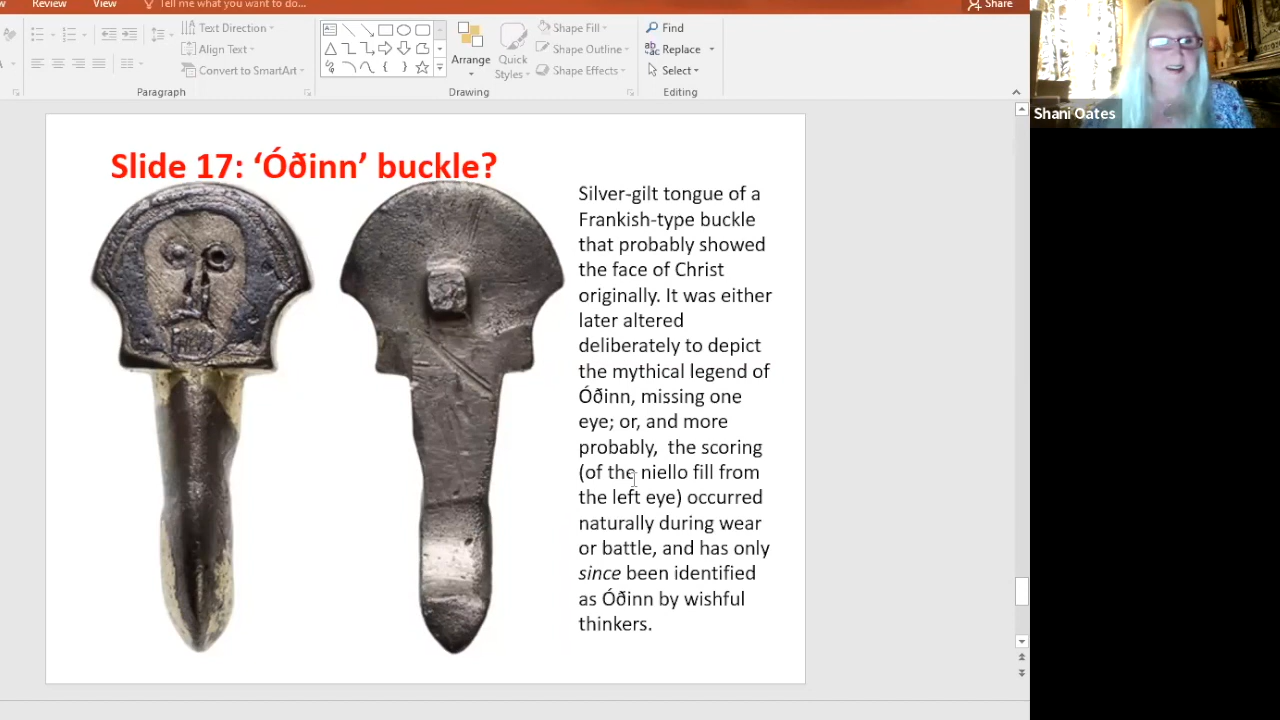 Review
View
Tell me what you want to do...
Share
Text Direction
Align Text
Convert to SmartArt
Paragraph
Arrange
Quick
Styles
Shape Fill
Shape Outline
Shape Effects
Drawing
Find
Replace
Select
Editing
Shani Oates
Slide 17: ‘Óðinn’ buckle?
Silver-gilt tongue of a
Frankish-type buckle
that probably showed
the face of Christ
originally. It was either
later altered
deliberately to depict
the mythical legend of
Óðinn, missing one
eye; or, and more
probably, the scoring
(of the niello fill from
the left eye) occurred
naturally during wear
or battle, and has only
since been identified
as Óðinn by wishful
thinkers.